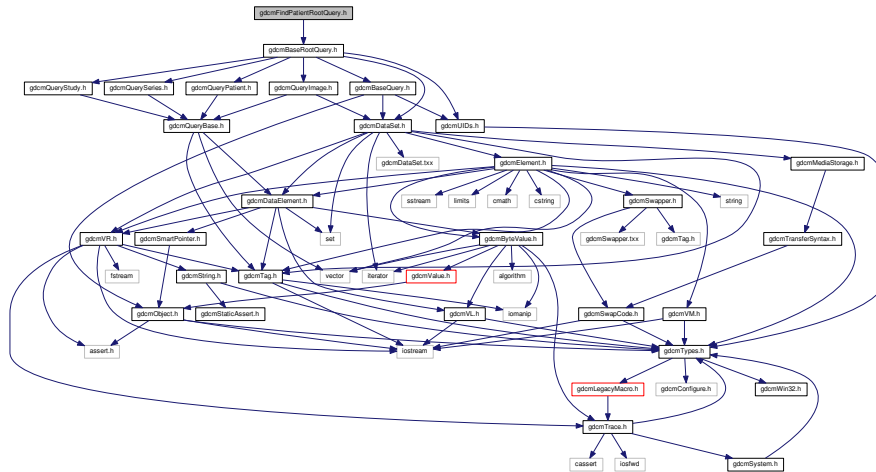 gdcmFindPatientRootQuery.h
gdcmBaseRootQuery.h
gdcmQueryStudy.h
gdcmQuerySeries.h
gdcmQueryPatient.h
gdcmQueryImage.h
gdcmBaseQuery.h
gdcmQueryBase.h
gdcmDataSet.h
gdcmUIDs.h
gdcmDataSet.txx
gdcmElement.h
gdcmMediaStorage.h
gdcmDataElement.h
sstream
limits
cmath
cstring
gdcmSwapper.h
string
gdcmVR.h
gdcmSmartPointer.h
set
gdcmByteValue.h
gdcmSwapper.txx
gdcmTag.h
gdcmTransferSyntax.h
fstream
gdcmString.h
gdcmTag.h
vector
iterator
gdcmValue.h
algorithm
gdcmObject.h
gdcmStaticAssert.h
gdcmVL.h
iomanip
gdcmSwapCode.h
gdcmVM.h
assert.h
iostream
gdcmTypes.h
gdcmLegacyMacro.h
gdcmConfigure.h
gdcmWin32.h
gdcmTrace.h
cassert
iosfwd
gdcmSystem.h